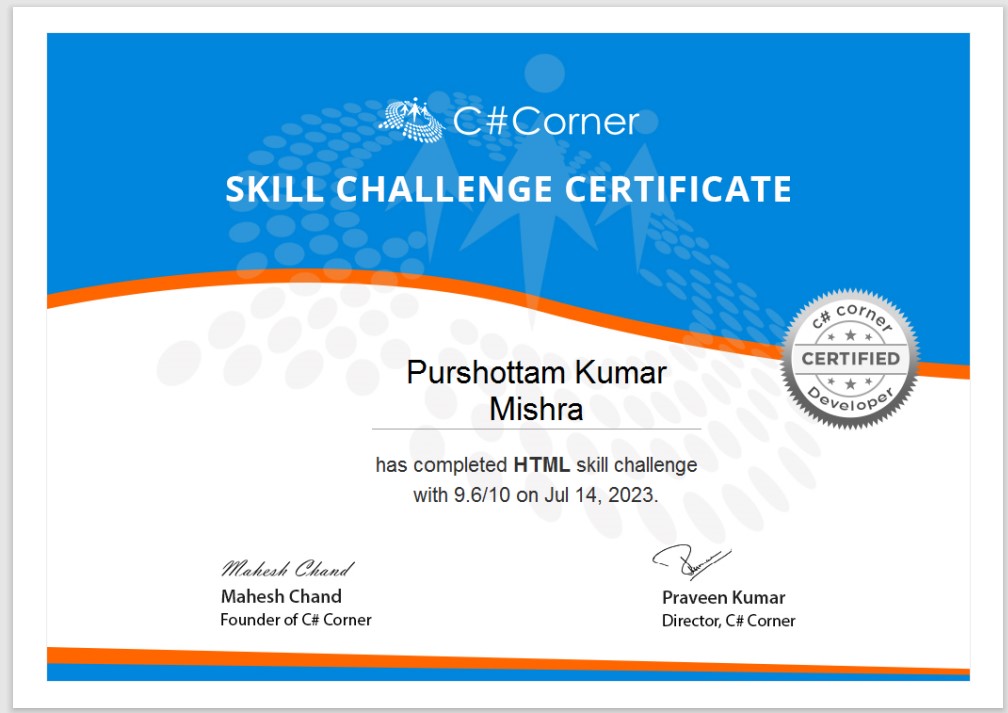 C#Corner
SKILL CHALLENGE CERTIFICATE
C# CORNER
CERTIFIED
Developer
Purshottam Kumar
Mishra
has completed HTML skill challenge
with 9.6/10 on Jul 14, 2023.
Mahesh Chand
Mahesh Chand
Founder of C# Corner
Praveen Kumar
Director, C# Corner